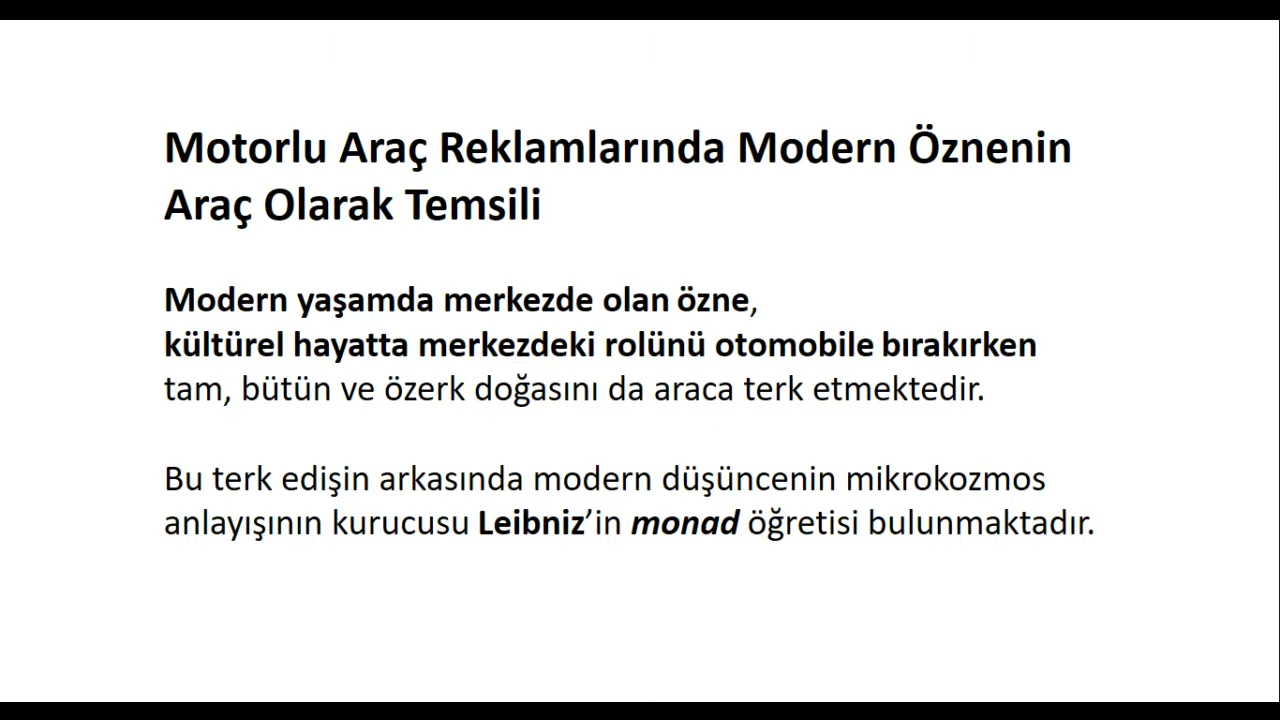 Motorlu Araç Reklamlarında Modern Öznenin
Araç Olarak Temsili
Modern yaşamda merkezde olan özne,
kültürel hayatta merkezdeki rolünü otomobile bırakırken
tam, bütün ve özerk doğasını da araca terk etmektedir.
Bu terk edişin arkasında modern düşüncenin mikrokozmos
anlayışının kurucusu Leibniz’in monad öğretisi bulunmaktadır.